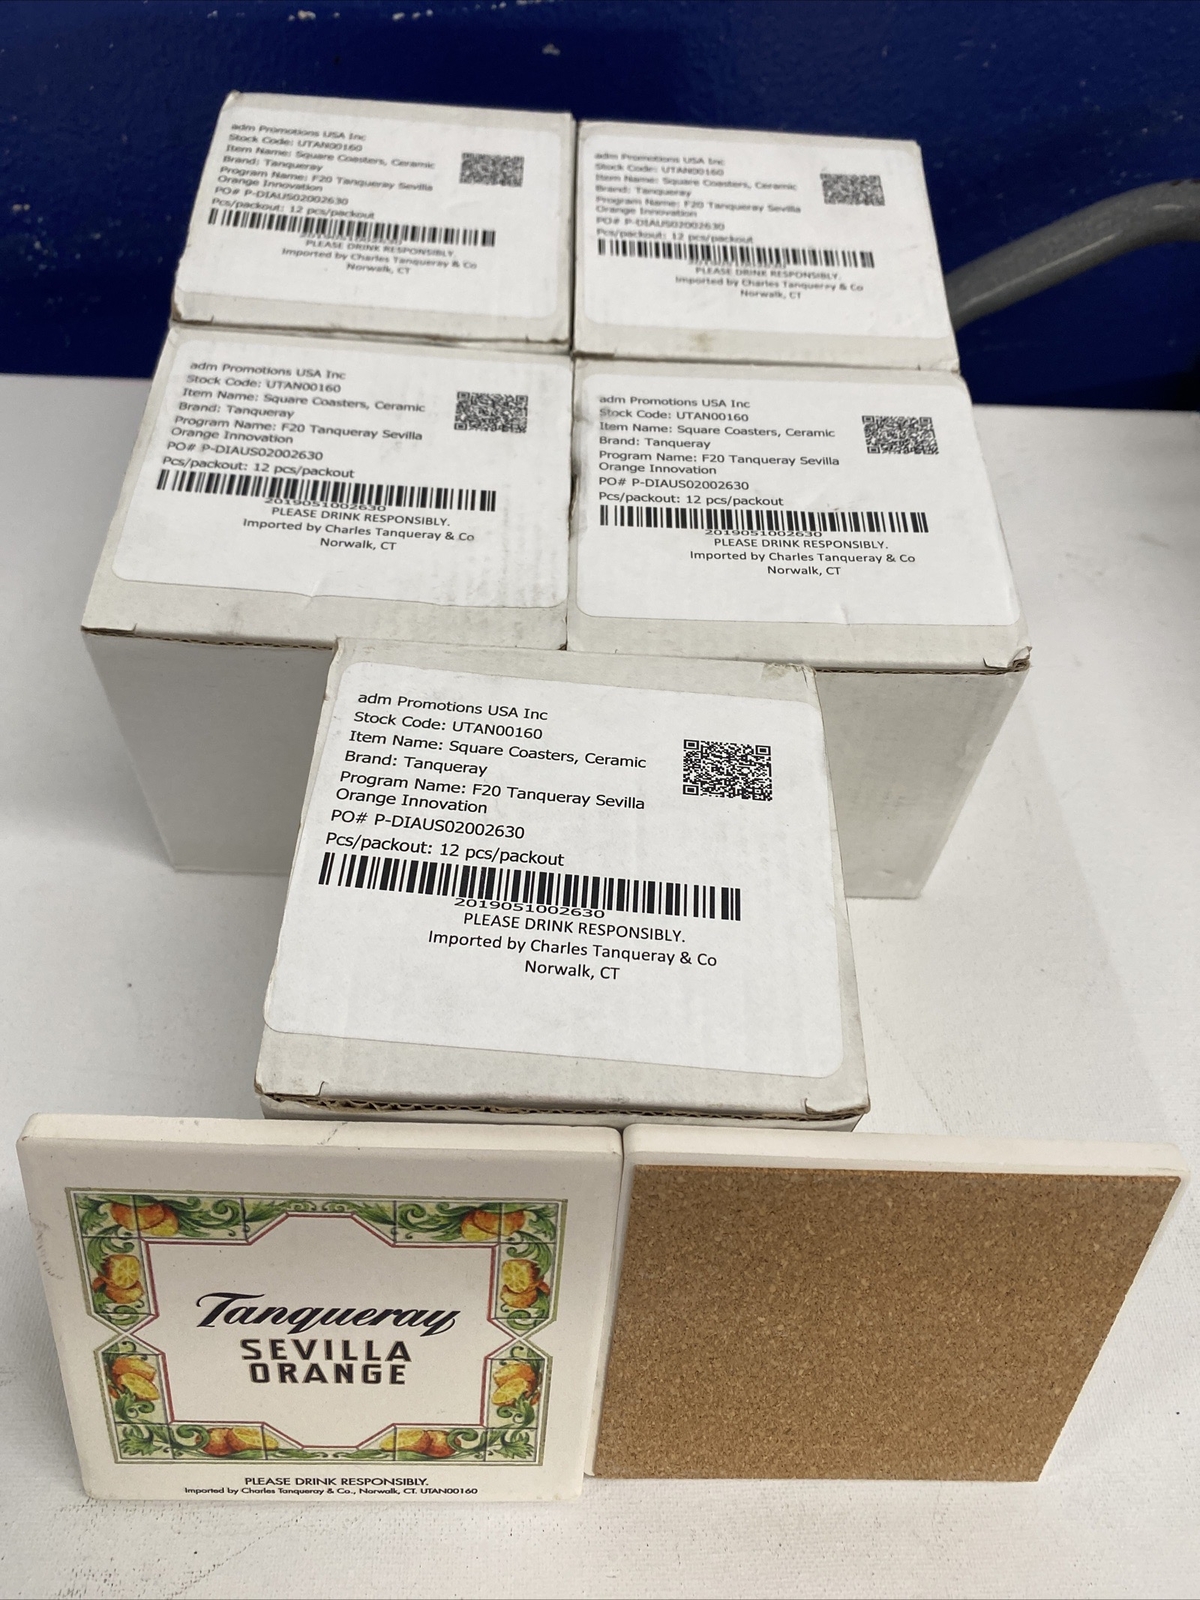 adm Promotions USA Inc
Stock Code: UTAN00160
Item Name: Square Coasters, Ceramic
Brand: Tanqueray
Program Name: F20 Tanqueray Sevilla
Orange Innovation
PO# P-DIAUS02002630
Pcs/packout: 12 pcs/packout
PLEASE DRINK RESPONSIBLY.
Imported by Charles Tanqueray & Co
Norwalk, CT
adm Promotions USA Inc
Stock Code: UTAN00160
Item Name: Square Coasters, Ceramic
Brand: Tanqueray
Program Name: F20 Tanqueray Sevilla
Orange Innovation
PO# P-DIAUS02002630
Pcs/packout: 12 pcs/packout
PLEASE DRINK RESPONSIBLY.
Imported by Charles Tanqueray & Co
Norwalk, CT
adm Promotions USA Inc
Stock Code: UTAN00160
Item Name: Square Coasters, Ceramic
Brand: Tanqueray
Program Name: F20 Tanqueray Sevilla
Orange Innovation
PO# P-DIAUS02002630
Pcs/packout: 12 pcs/packout
2019051002630
PLEASE DRINK RESPONSIBLY.
Imported by Charles Tanqueray & Co
Norwalk, CT
adm Promotions USA Inc
Stock Code: UTAN00160
Item Name: Square Coasters, Ceramic
Brand: Tanqueray
Program Name: F20 Tanqueray Sevilla
Orange Innovation
PO# P-DIAUS02002630
Pcs/packout: 12 pcs/packout
2019051002630
PLEASE DRINK RESPONSIBLY.
Imported by Charles Tanqueray & Co
Norwalk, CT
adm Promotions USA Inc
Stock Code: UTAN00160
Item Name: Square Coasters, Ceramic
Brand: Tanqueray
Program Name: F20 Tanqueray Sevilla
Orange Innovation
PO# P-DIAUS02002630
Pcs/packout: 12 pcs/packout
2019051002630
PLEASE DRINK RESPONSIBLY.
Imported by Charles Tanqueray & Co
Norwalk, CT
Tanqueray
SEVILLA
ORANGE
PLEASE DRINK RESPONSIBLY.
Imported by Charles Tanqueray & Co., Norwalk, CT. UTAN00160